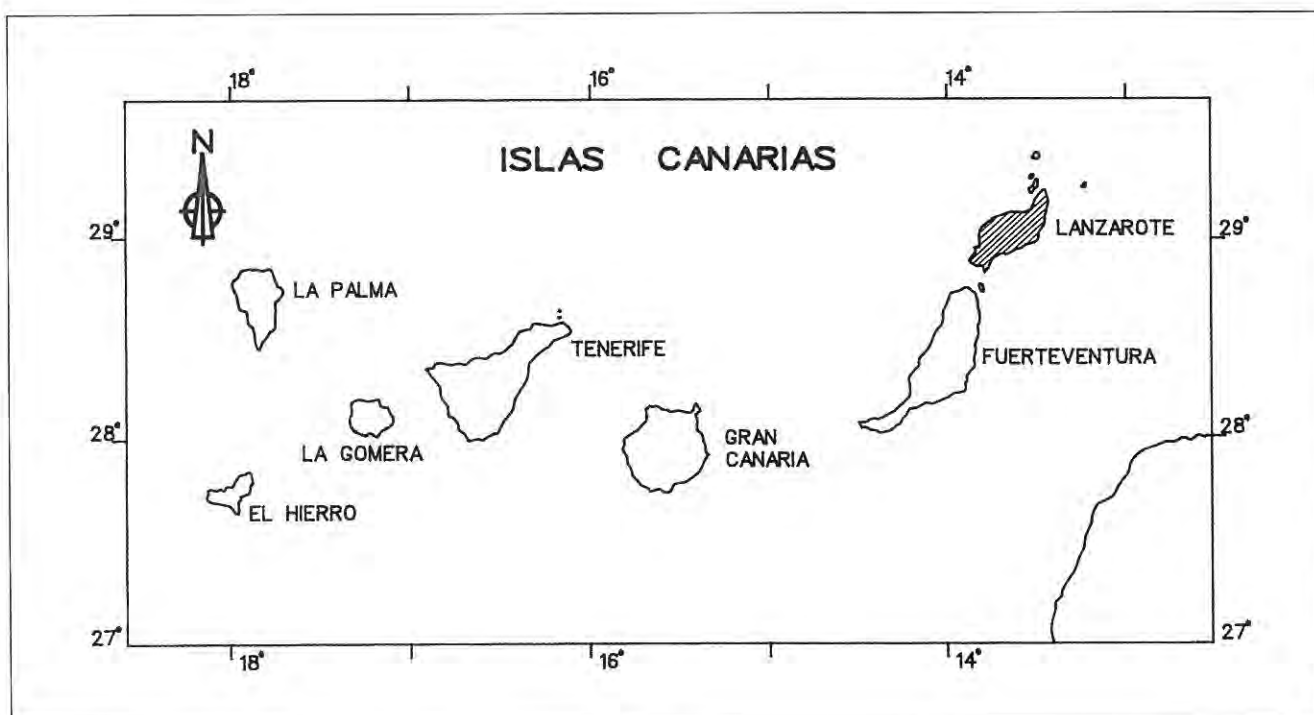 18° 16° 14°
N
ISLAS CANARIAS
29° 29°
LANZAROTE
LA PALMA
TENERIFE
FUERTEVENTURA
28° 28°
GRAN
CANARIA
LA GOMERA
EL HIERRO
27° 27°
18° 16° 14°